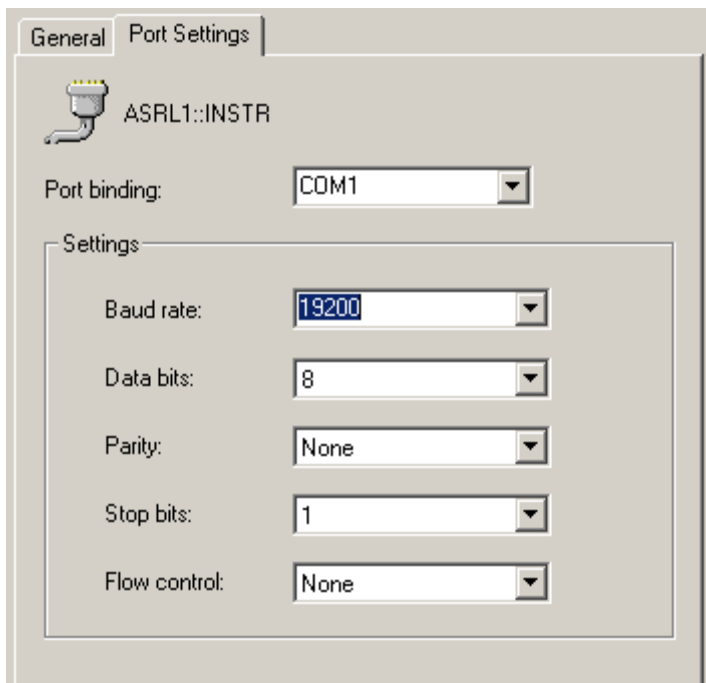 General Port Settings
ASRL1::INSTR
Port binding: COM1
Settings
Baud rate: 19200
Data bits: 8
Parity: None
Stop bits: 1
Flow control: None